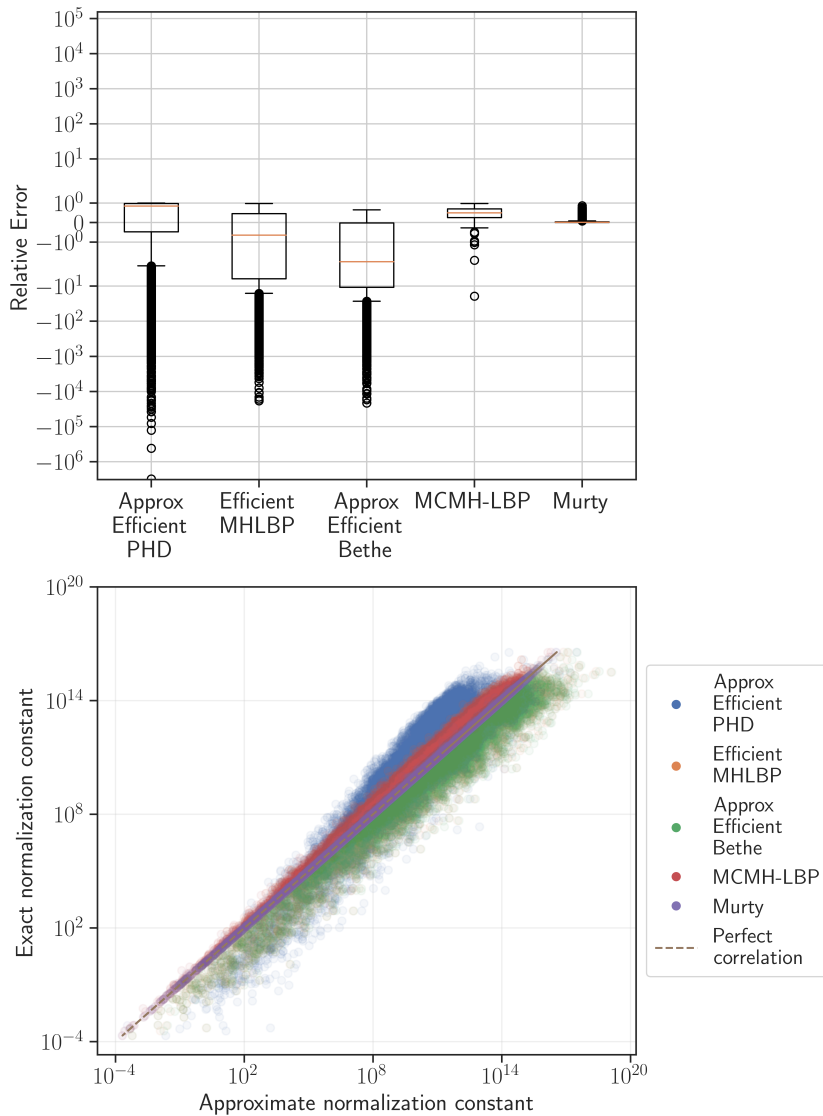 10^5
10^4
10^3
10^2
10^1
10^0
0
−10^0
−10^1
−10^2
−10^3
−10^4
−10^5
−10^6
Relative Error
Approx
Efficient
PHD
Efficient
MHLBP
Approx
Efficient
Bethe
MCMH-LBP
Murty
10^20
10^14
10^8
10^2
10^−4
Exact normalization constant
10^−4
10^2
10^8
10^14
10^20
Approximate normalization constant
Approx
Efficient
PHD
Efficient
MHLBP
Approx
Efficient
Bethe
MCMH-LBP
Murty
Perfect
correlation